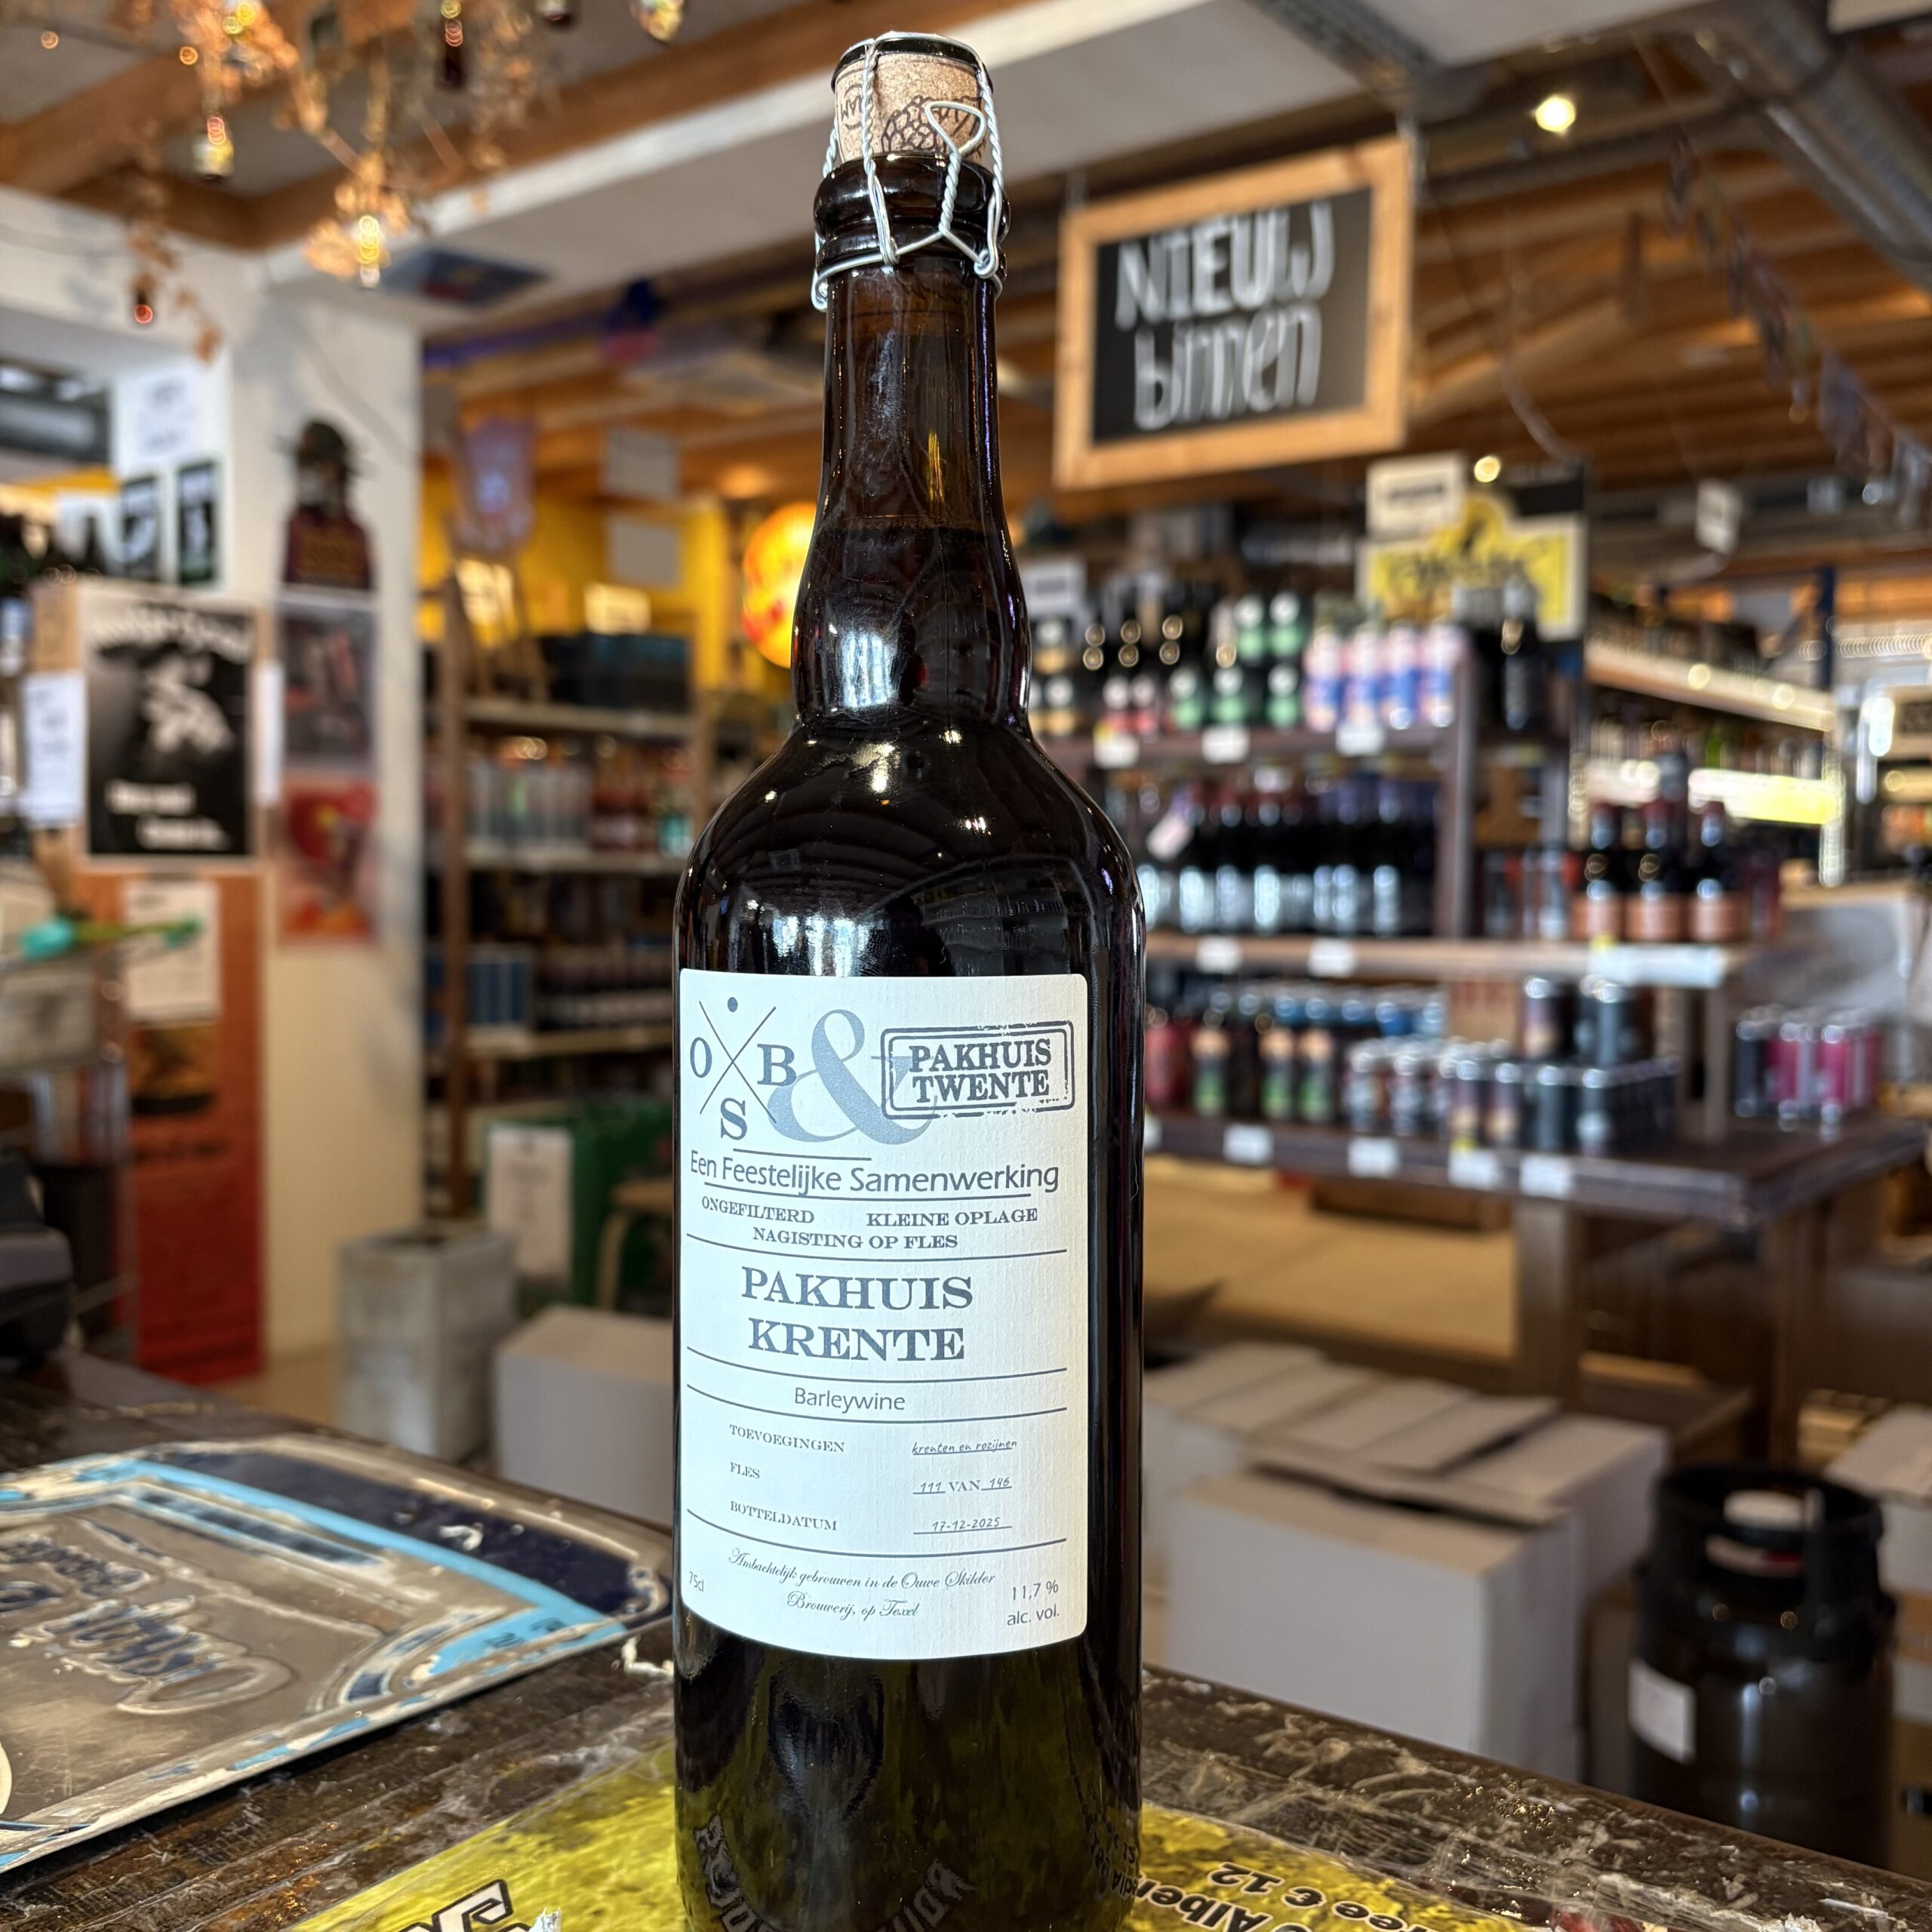 NIEUW
binnen
O B
S
&
PAKHUIS
TWENTE
Een Feestelijke Samenwerking
ONGEFILTERD KLEINE OPLAGE
NAGISTING OP FLES
PAKHUIS
KRENTE
Barleywine
TOEVOEGINGEN krenten en rozijnen
FLES 111 VAN 146
BOTTELDATUM 17-12-2025
Ambachtelijk gebrouwen in de Ouwe Skilder
Brouwerij, op Texel
75cl
11,7 %
alc. vol.
€ 12